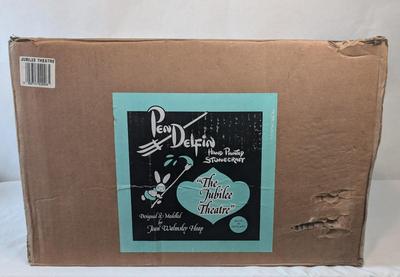 JUBILEE THEATRE
PEN
DELFIN
HAND PAINTED
STONECRAFT
"The
Jubilee
Theatre"
Designed & Modelled
by
Jean Walmsley Heap